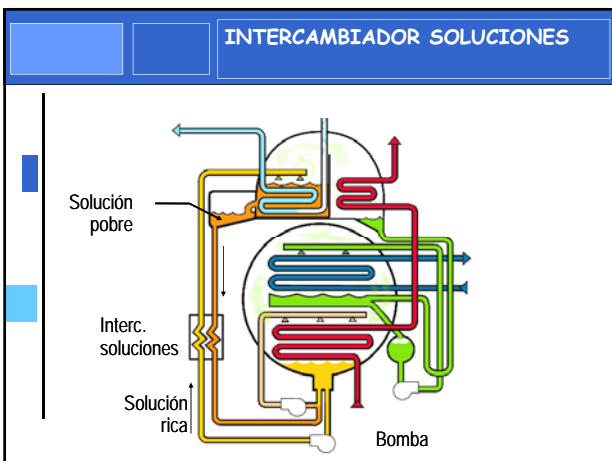 INTERCAMBIADOR SOLUCIONES
Solución
pobre
Interc.
soluciones
Solución
rica
Bomba